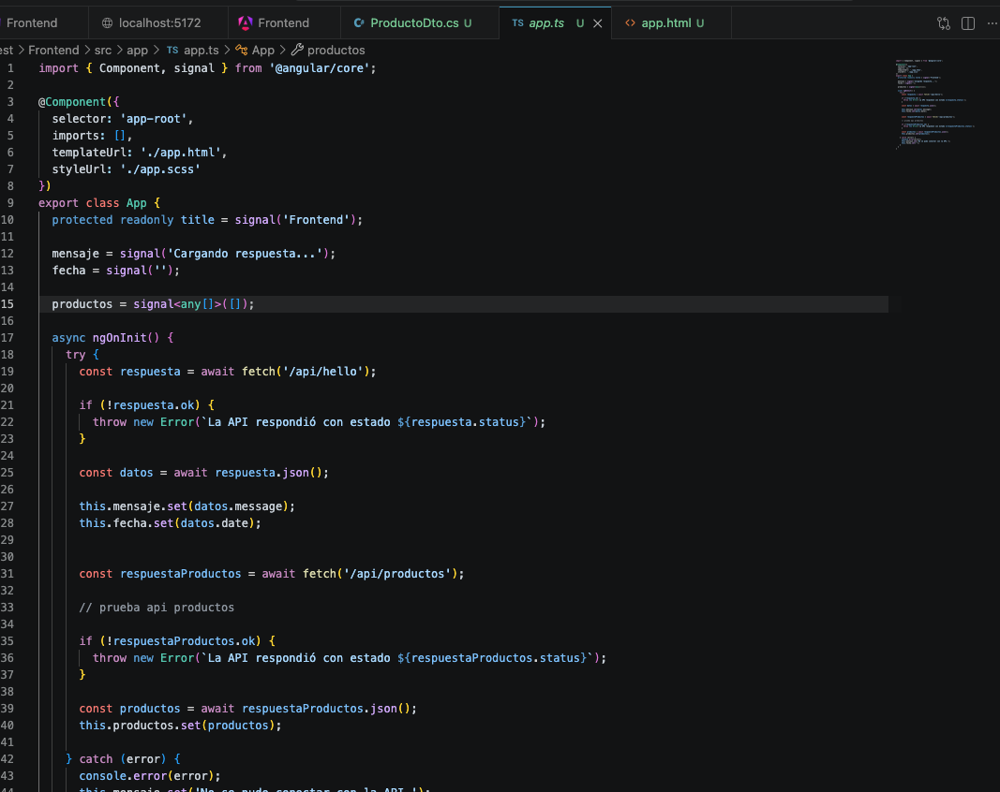 Frontend localhost:5172 Frontend C# ProductoDto.cs U TS app.ts U <> app.html U
est > Frontend > src > app > TS app.ts > App > productos
1 import { Component, signal } from '@angular/core';
2
3 @Component({
4 selector: 'app-root',
5 imports: [],
6 templateUrl: './app.html',
7 styleUrl: './app.scss'
8 })
9 export class App {
10 protected readonly title = signal('Frontend');
11
12 mensaje = signal('Cargando respuesta...');
13 fecha = signal('');
14
15 productos = signal<any[]>([]);
16
17 async ngOnInit() {
18 try {
19 const respuesta = await fetch('/api/hello');
20
21 if (!respuesta.ok) {
22 throw new Error(`La API respondió con estado ${respuesta.status}`);
23 }
24
25 const datos = await respuesta.json();
26
27 this.mensaje.set(datos.message);
28 this.fecha.set(datos.date);
29
30
31 const respuestaProductos = await fetch('/api/productos');
32
33 // prueba api productos
34
35 if (!respuestaProductos.ok) {
36 throw new Error(`La API respondió con estado ${respuestaProductos.status}`);
37 }
38
39 const productos = await respuestaProductos.json();
40 this.productos.set(productos);
41
42 } catch (error) {
43 console.error(error);
44 this.mensaje.set('No se pudo conectar con la API.');